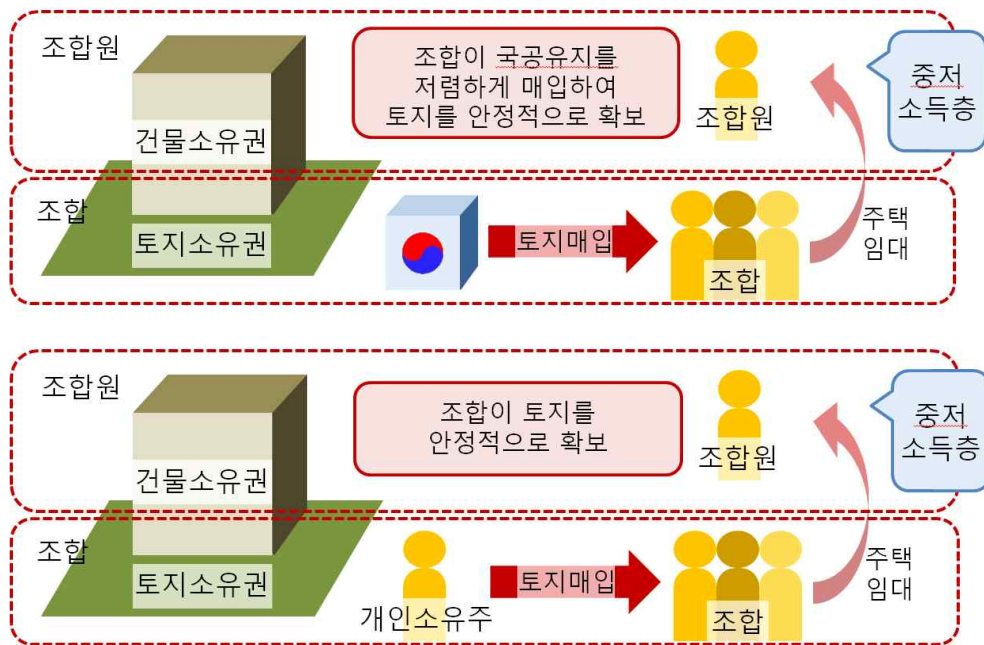 조합원
건물소유권
조합
토지소유권
조합이 국공유지를
저렴하게 매입하여
토지를 안정적으로 확보
조합원
중저
소득층
토지매입
조합
주택
임대
조합원
건물소유권
조합
토지소유권
조합이 토지를
안정적으로 확보
조합원
중저
소득층
개인소유주
토지매입
조합
주택
임대